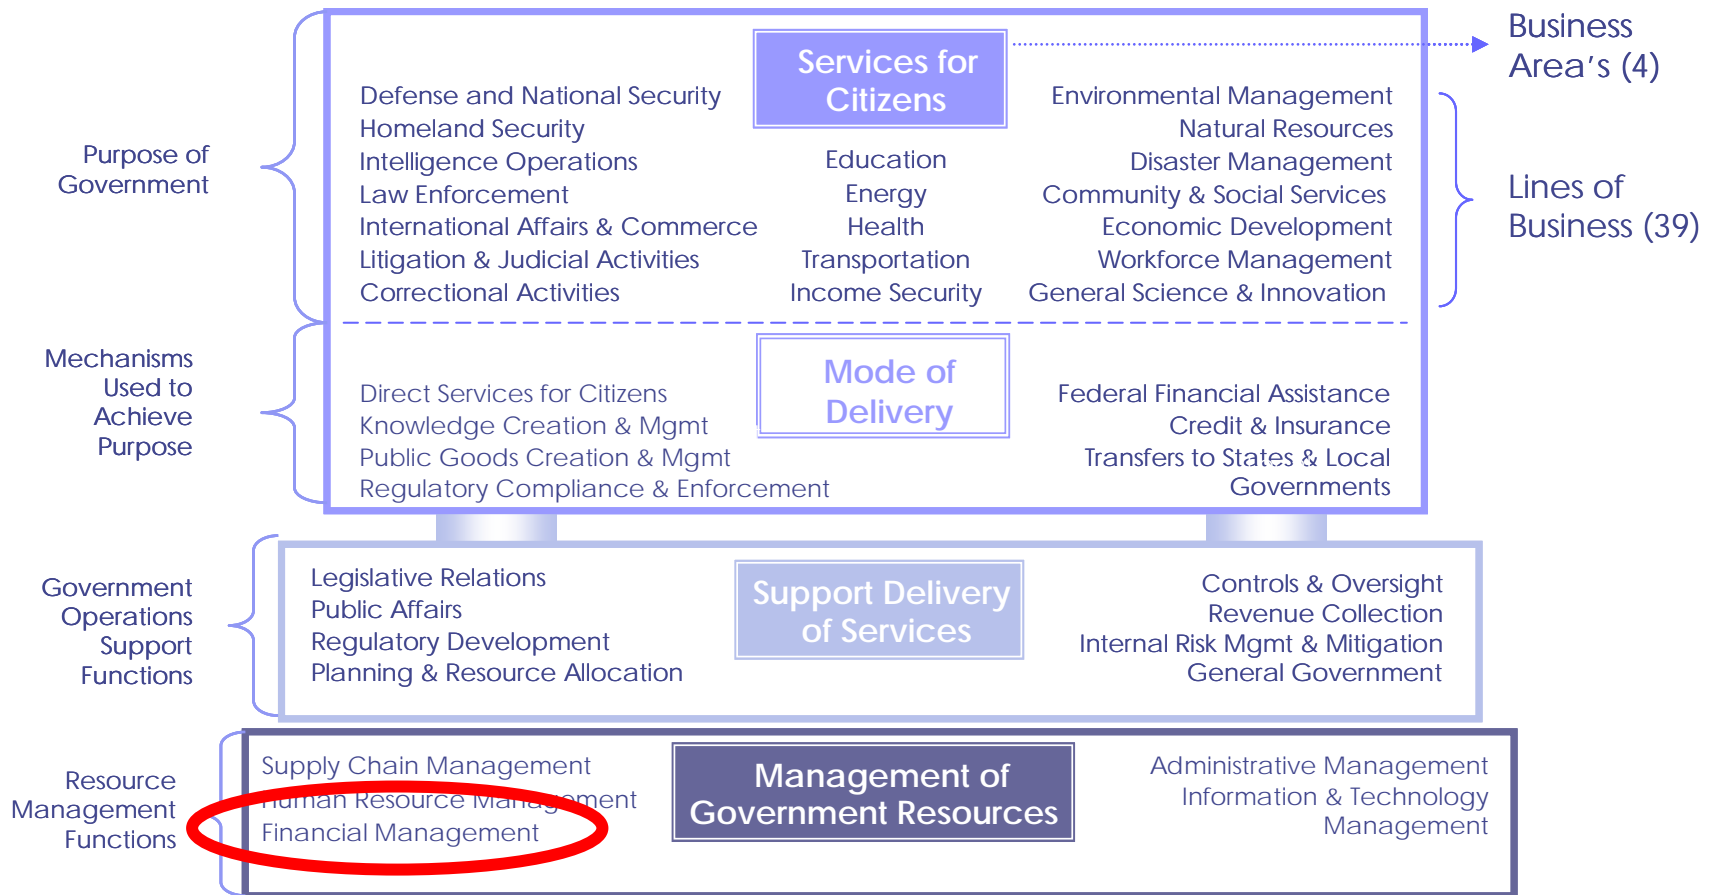 Business
Area's (4)
Lines of
Business (39)
Purpose of
Government
Services for
Citizens
Defense and National Security
Homeland Security
Intelligence Operations
Law Enforcement
International Affairs & Commerce
Litigation & Judicial Activities
Correctional Activities
Education
Energy
Health
Transportation
Income Security
Environmental Management
Natural Resources
Disaster Management
Community & Social Services
Economic Development
Workforce Management
General Science & Innovation
Mechanisms
Used to
Achieve
Purpose
Mode of
Delivery
Direct Services for Citizens
Knowledge Creation & Mgmt
Public Goods Creation & Mgmt
Regulatory Compliance & Enforcement
Federal Financial Assistance
Credit & Insurance
Transfers to States & Local
Governments
Government
Operations
Support
Functions
Legislative Relations
Public Affairs
Regulatory Development
Planning & Resource Allocation
Support Delivery
of Services
Controls & Oversight
Revenue Collection
Internal Risk Mgmt & Mitigation
General Government
Resource
Management
Functions
Supply Chain Management
Human Resource Management
Financial Management
Management of
Government Resources
Administrative Management
Information & Technology
Management